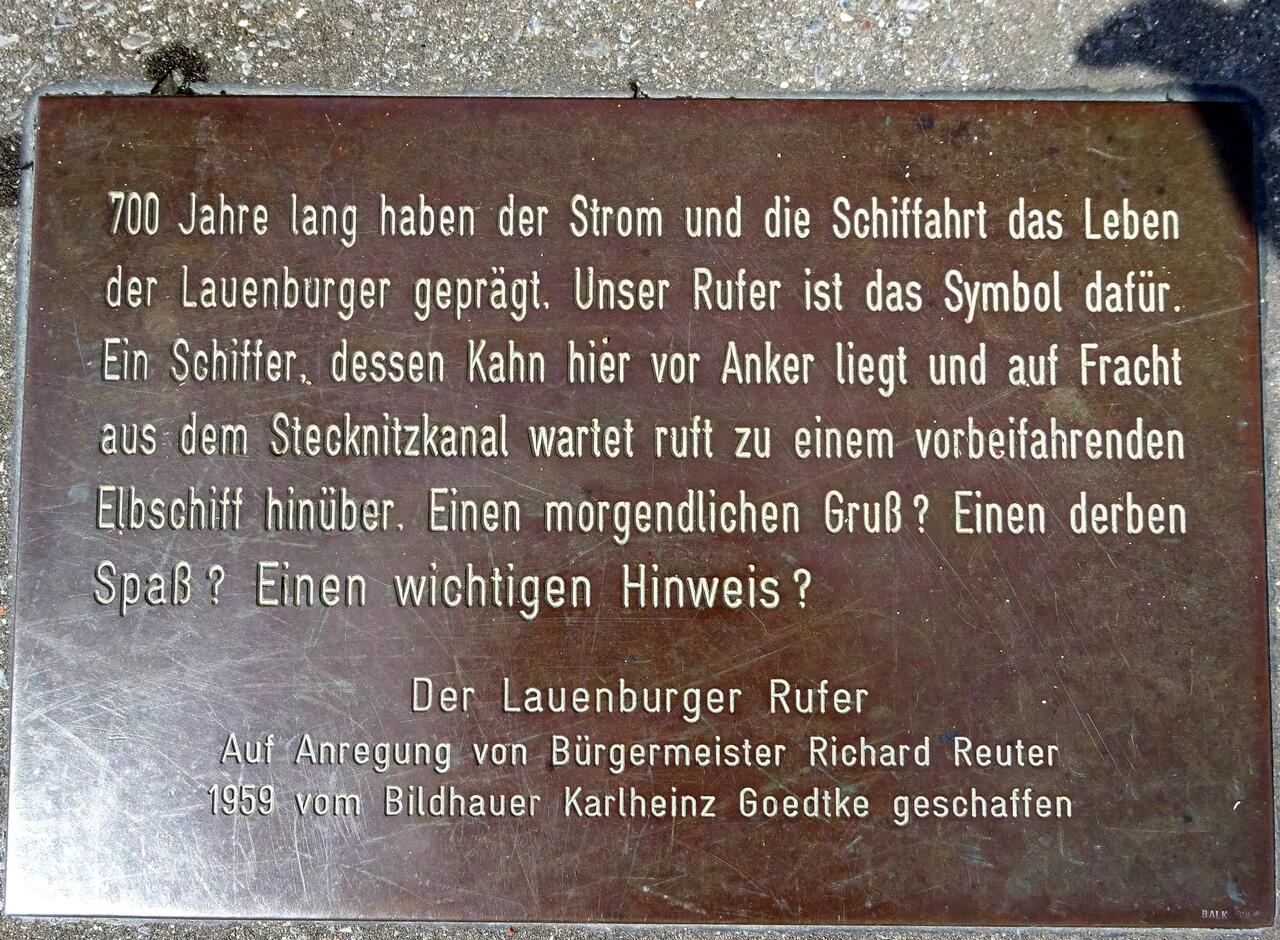 700 Jahre lang haben der Strom und die Schiffahrt das Leben
der Lauenburger geprägt. Unser Rufer ist das Symbol dafür.
Ein Schiffer, dessen Kahn hier vor Anker liegt und auf Fracht
aus dem Stecknitzkanal wartet ruft zu einem vorbeifahrenden
Elbschiff hinüber. Einen morgendlichen Gruß? Einen derben
Spaß? Einen wichtigen Hinweis?
Der Lauenburger Rufer
Auf Anregung von Bürgermeister Richard Reuter
1959 vom Bildhauer Karlheinz Goedtke geschaffen
BALK